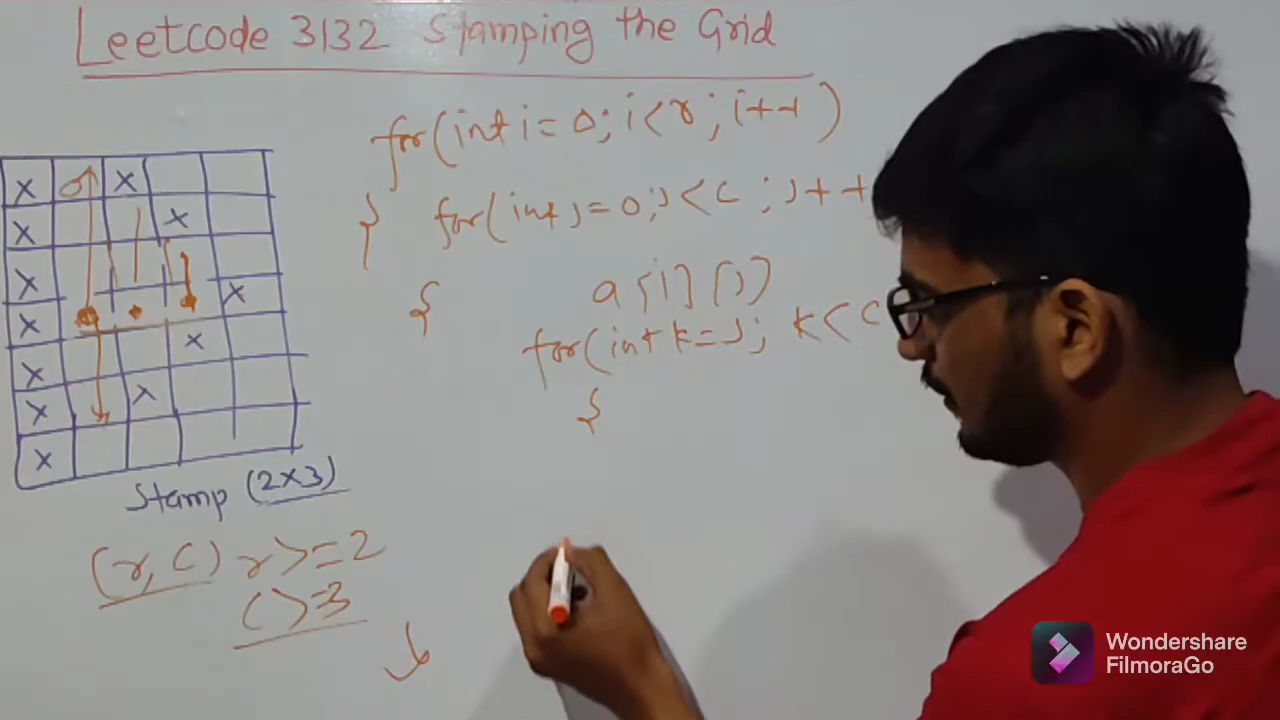 Leetcode 3132 Stamping the Grid
for(int i=0; i<r; i++)
} for(int j=0; j<c; j++
{ a[i][j]
for(int k=j; k<c
{
X X
X X
X
X X
X X
X X
X
Stamp (2X3)
(r,c) r>=2
c>=3
Wondershare
FilmoraGo